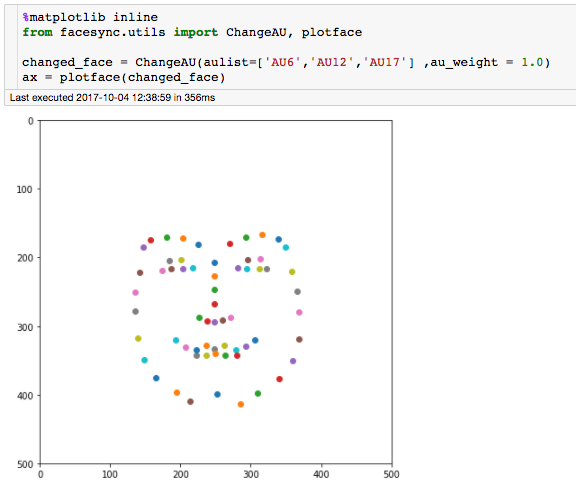 %matplotlib inline
from facesync.utils import ChangeAU, plotface
changed_face = ChangeAU(aulist=['AU6','AU12','AU17'] ,au_weight = 1.0)
ax = plotface(changed_face)
Last executed 2017-10-04 12:38:59 in 356ms
0
100
200
300
400
500
0 100 200 300 400 500